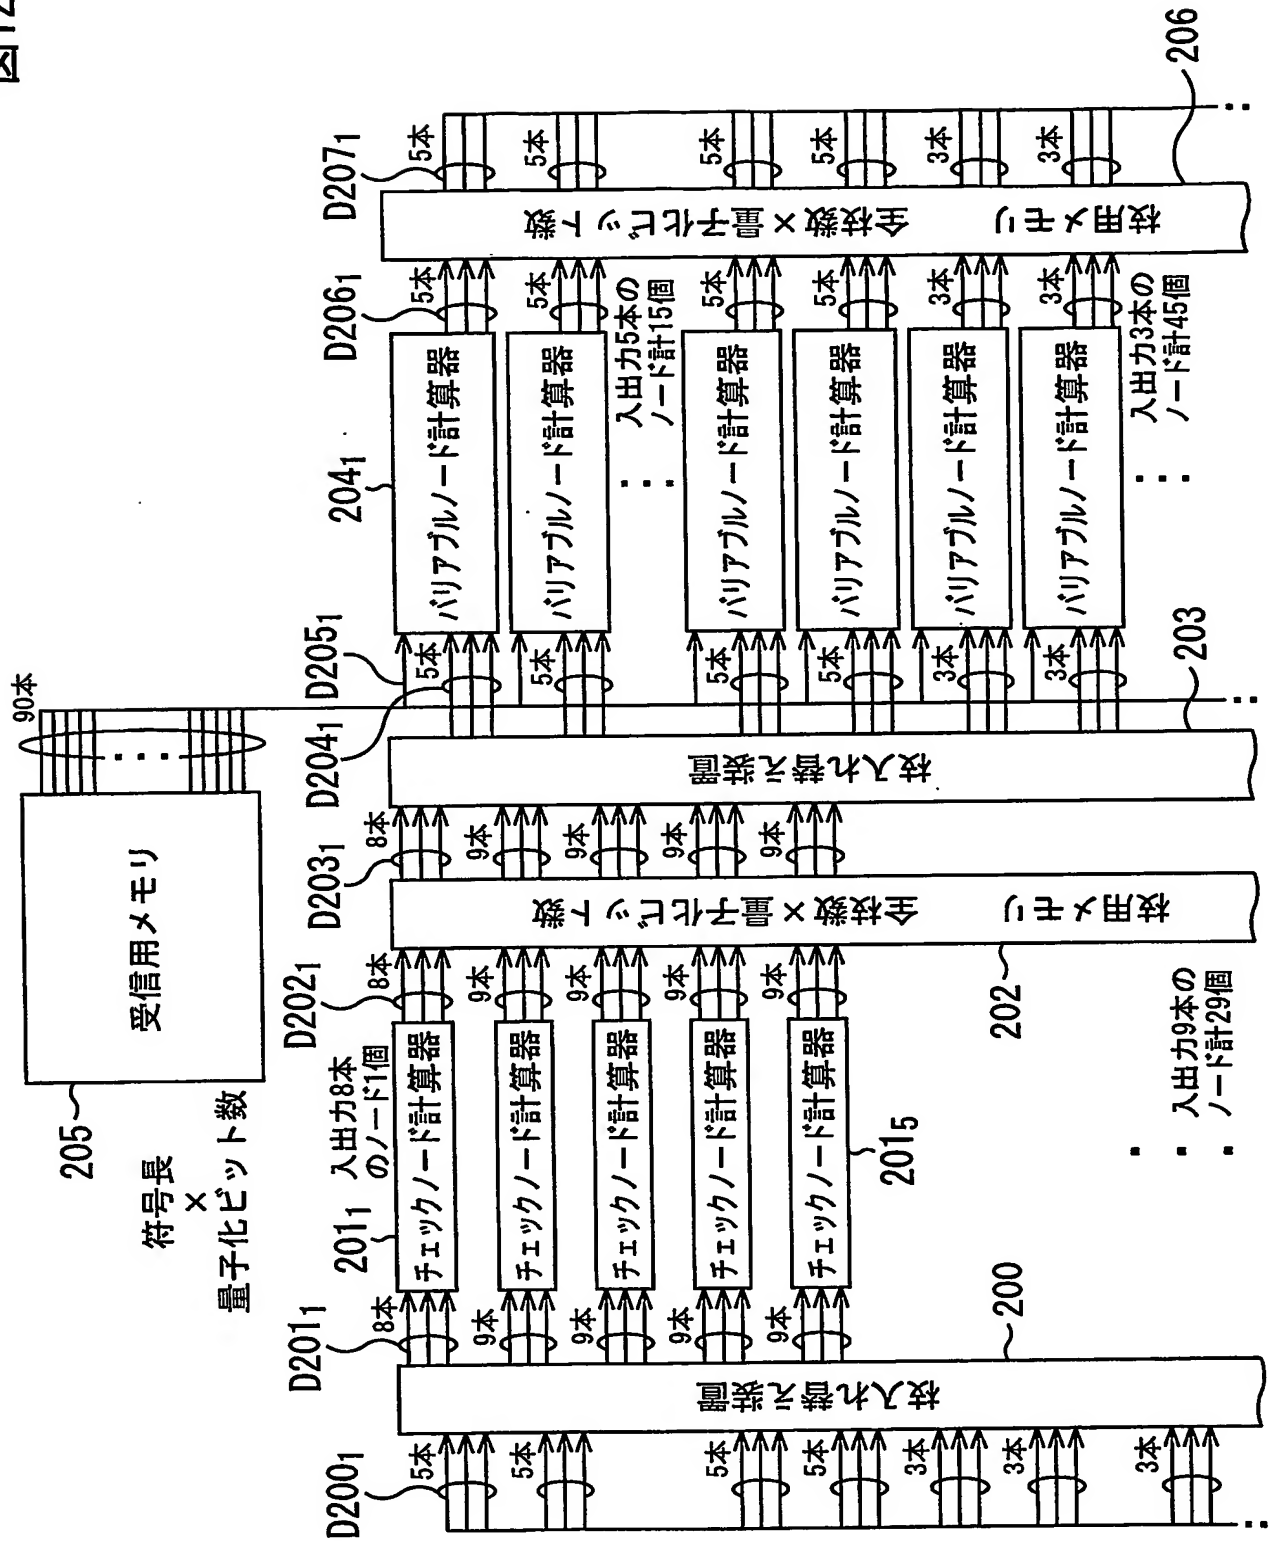 図12
90本
205
受信用メモリ
符号長
×
量子化ビット数
D200₁
5本
5本
5本
5本
3本
3本
3本
枝入れ替え装置
200
D201₁
8本
9本
9本
9本
9本
201₁
入出力8本
のノード1個
チェックノード計算器
チェックノード計算器
チェックノード計算器
チェックノード計算器
チェックノード計算器
201₅
入出力9本の
ノード計29個
D202₁
8本
9本
9本
9本
9本
枝用メモリ 全枝数×量子化ビット数
202
D203₁
8本
9本
9本
9本
9本
枝入れ替え装置
203
D204₁
D205₁
5本
5本
5本
5本
3本
3本
204₁
バリアブルノード計算器
バリアブルノード計算器
バリアブルノード計算器
バリアブルノード計算器
バリアブルノード計算器
バリアブルノード計算器
入出力5本の
ノード計15個
入出力3本の
ノード計45個
D206₁
5本
5本
5本
5本
3本
3本
枝用メモリ 全枝数×量子化ビット数
206
D207₁
5本
5本
5本
5本
3本
3本